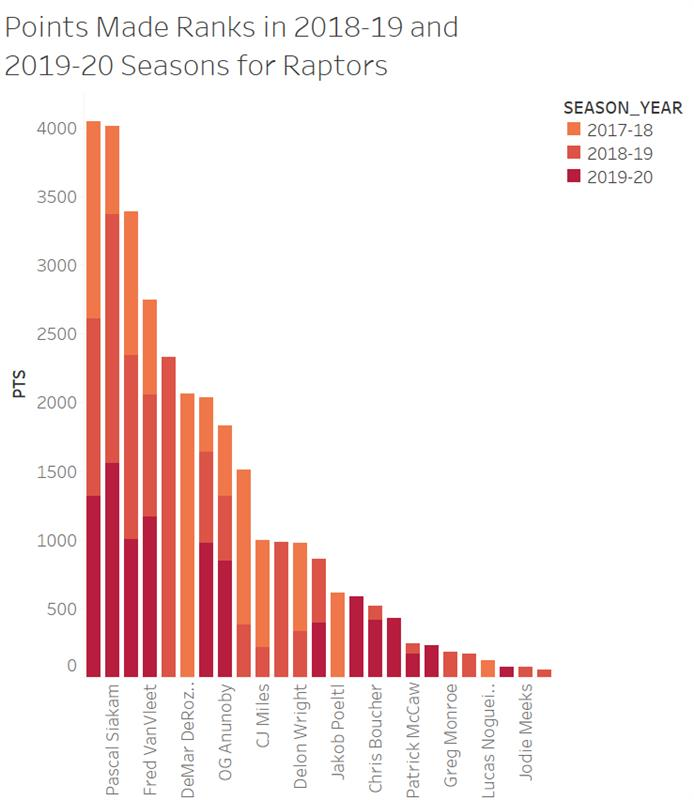 Points Made Ranks in 2018-19 and
2019-20 Seasons for Raptors
SEASON_YEAR
2017-18
2018-19
2019-20
4000
3500
3000
2500
2000
1500
1000
500
0
PTS
Pascal Siakam
Fred VanVleet
DeMar DeRoz..
OG Anunoby
CJ Miles
Delon Wright
Jakob Poeltl
Chris Boucher
Patrick McCaw
Greg Monroe
Lucas Noguei..
Jodie Meeks